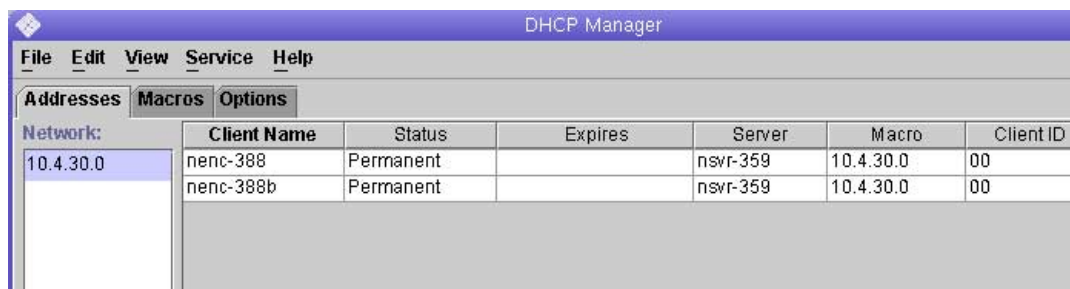 DHCP Manager
File Edit View Service Help
Addresses Macros Options
Network: Client Name Status Expires Server Macro Client ID
10.4.30.0 nenc-388 Permanent nsvr-359 10.4.30.0 00
nenc-388b Permanent nsvr-359 10.4.30.0 00